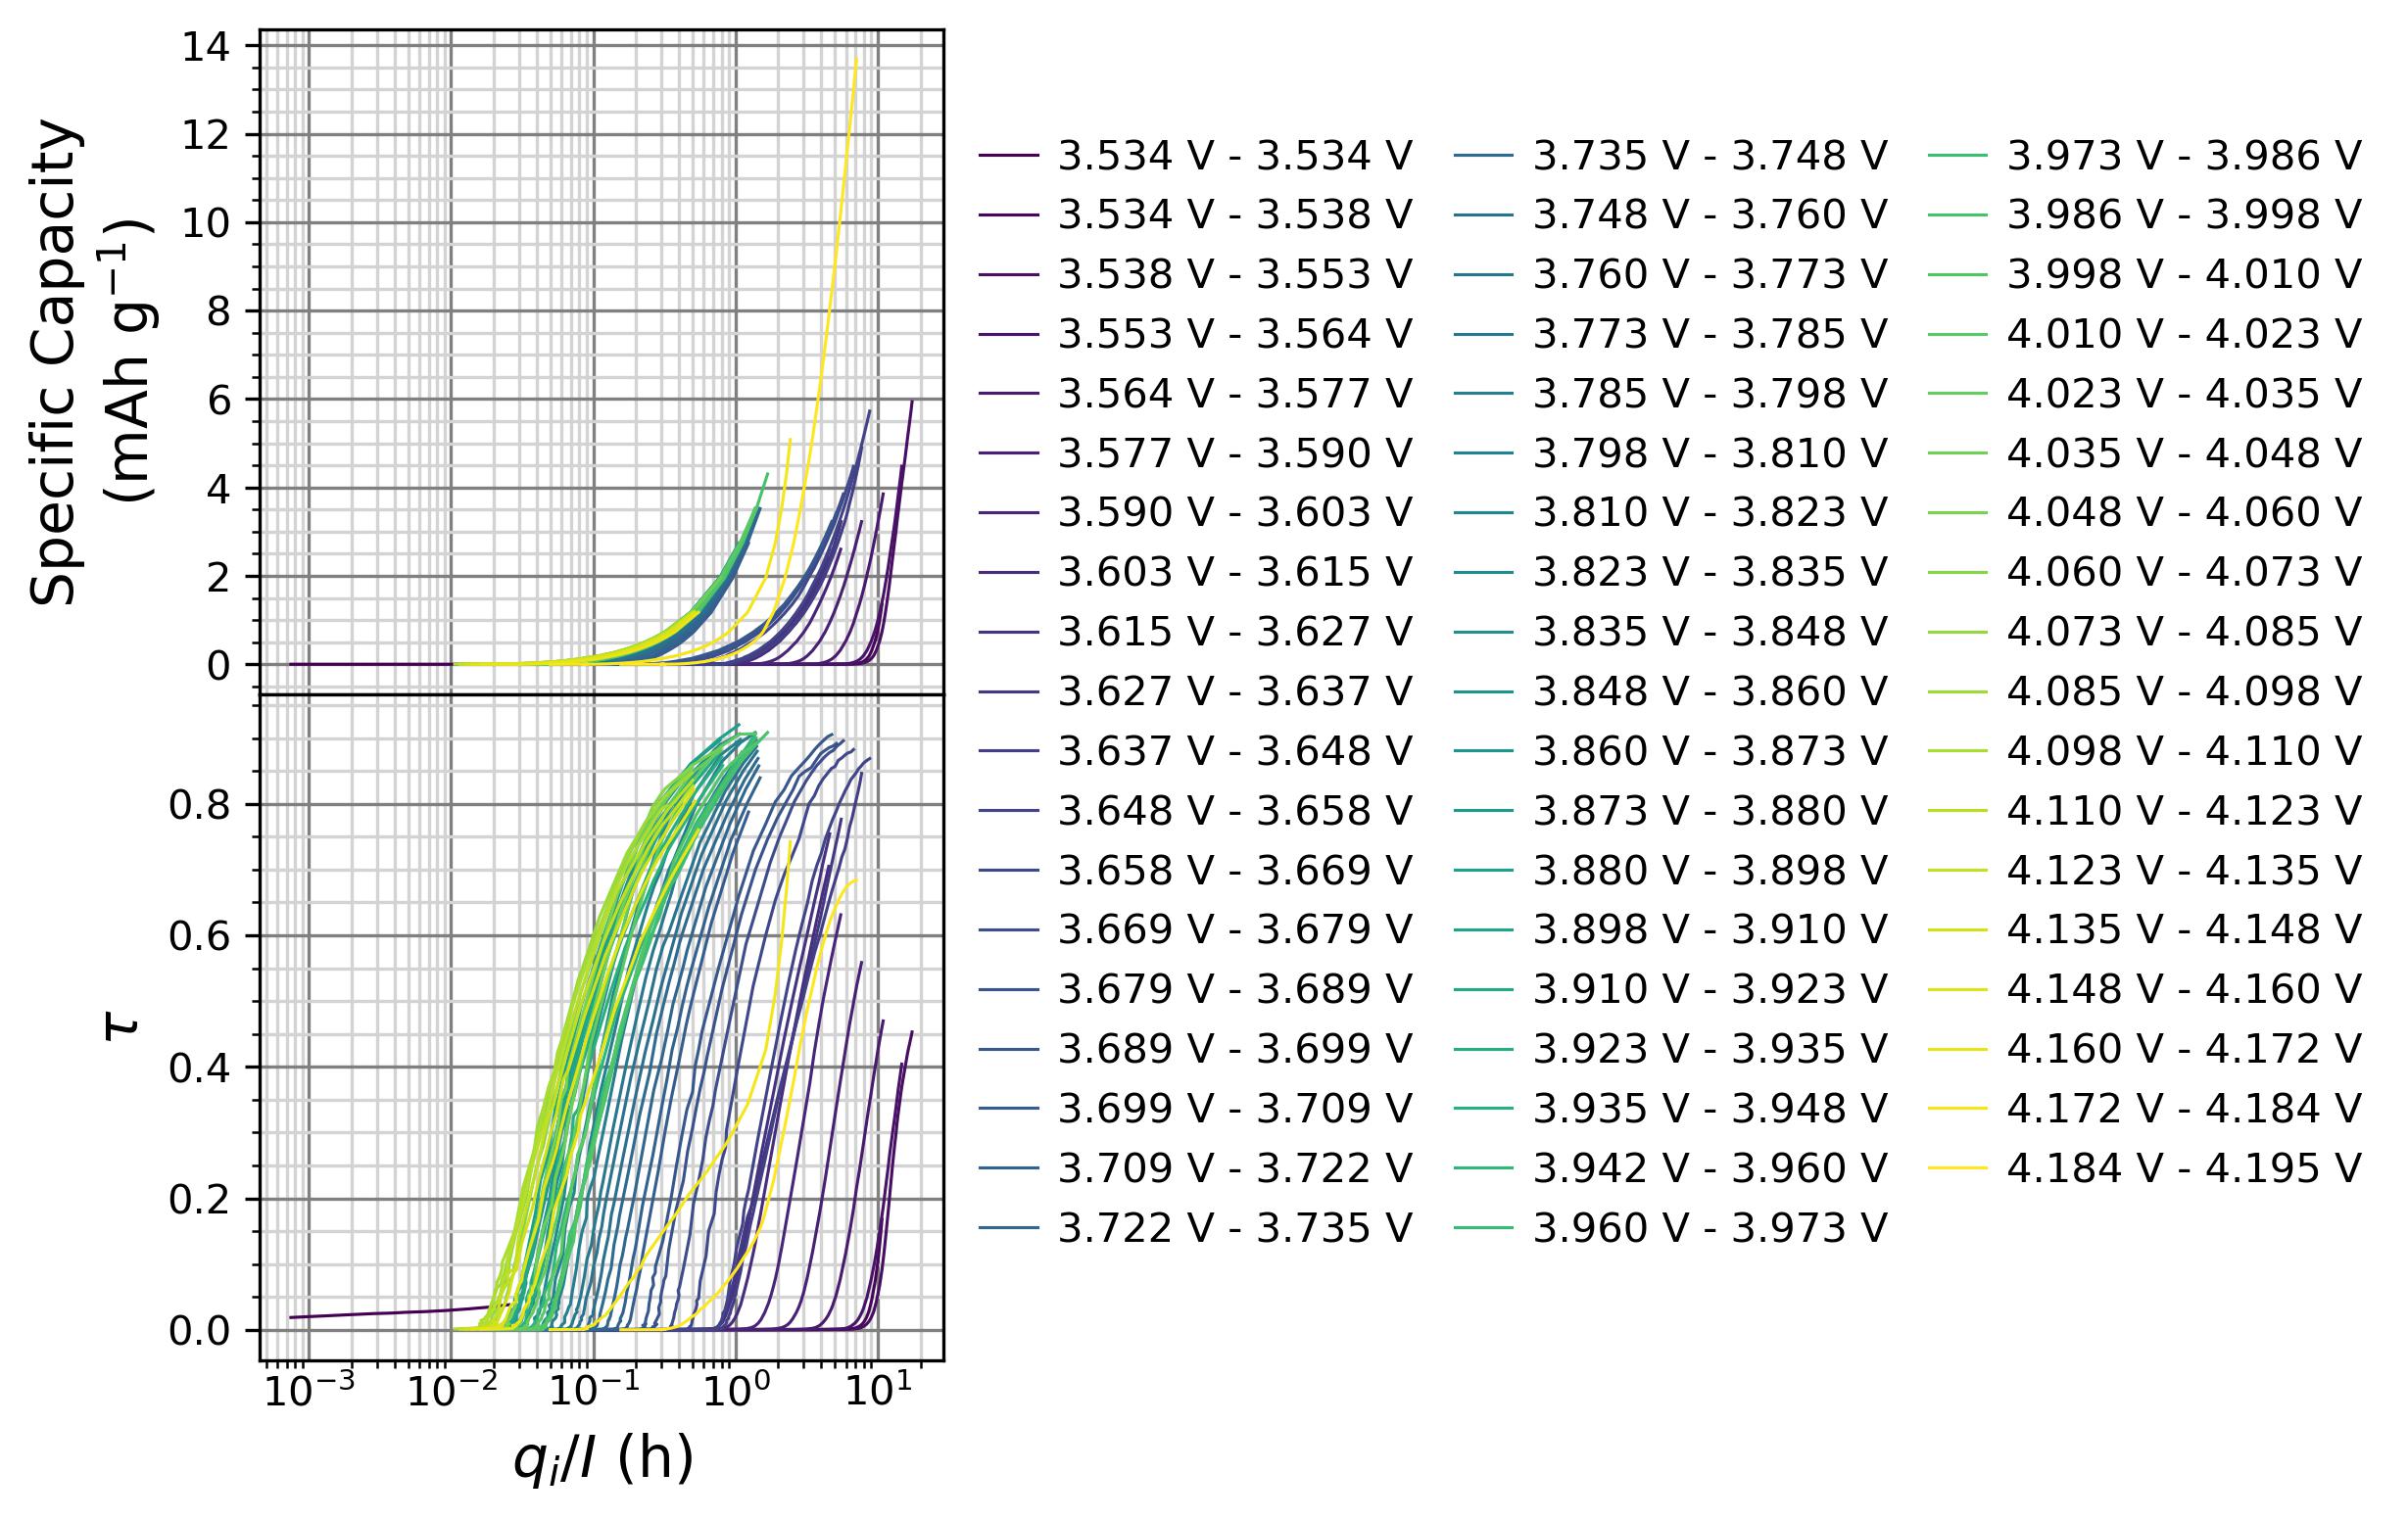 Specific Capacity
(mAh g⁻¹)
14
12
10
8
6
4
2
0
τ
0.8
0.6
0.4
0.2
0.0
10⁻³ 10⁻² 10⁻¹ 10⁰ 10¹
qᵢ/I (h)
3.534 V - 3.534 V
3.534 V - 3.538 V
3.538 V - 3.553 V
3.553 V - 3.564 V
3.564 V - 3.577 V
3.577 V - 3.590 V
3.590 V - 3.603 V
3.603 V - 3.615 V
3.615 V - 3.627 V
3.627 V - 3.637 V
3.637 V - 3.648 V
3.648 V - 3.658 V
3.658 V - 3.669 V
3.669 V - 3.679 V
3.679 V - 3.689 V
3.689 V - 3.699 V
3.699 V - 3.709 V
3.709 V - 3.722 V
3.722 V - 3.735 V
3.735 V - 3.748 V
3.748 V - 3.760 V
3.760 V - 3.773 V
3.773 V - 3.785 V
3.785 V - 3.798 V
3.798 V - 3.810 V
3.810 V - 3.823 V
3.823 V - 3.835 V
3.835 V - 3.848 V
3.848 V - 3.860 V
3.860 V - 3.873 V
3.873 V - 3.880 V
3.880 V - 3.898 V
3.898 V - 3.910 V
3.910 V - 3.923 V
3.923 V - 3.935 V
3.935 V - 3.948 V
3.942 V - 3.960 V
3.960 V - 3.973 V
3.973 V - 3.986 V
3.986 V - 3.998 V
3.998 V - 4.010 V
4.010 V - 4.023 V
4.023 V - 4.035 V
4.035 V - 4.048 V
4.048 V - 4.060 V
4.060 V - 4.073 V
4.073 V - 4.085 V
4.085 V - 4.098 V
4.098 V - 4.110 V
4.110 V - 4.123 V
4.123 V - 4.135 V
4.135 V - 4.148 V
4.148 V - 4.160 V
4.160 V - 4.172 V
4.172 V - 4.184 V
4.184 V - 4.195 V